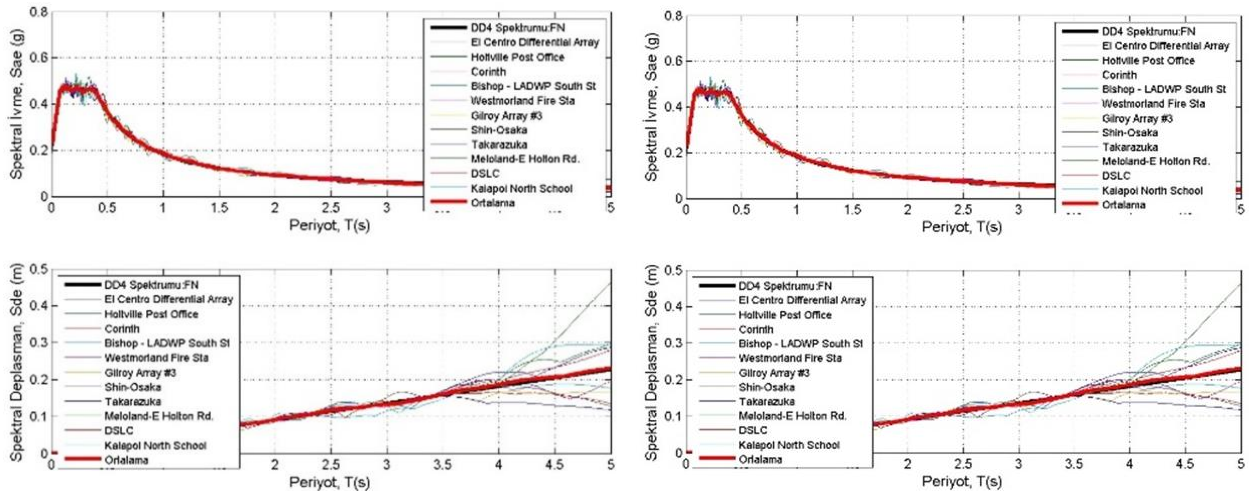 0.8
0.6
0.4
0.2
0
Spektral İvme, Sae (g)
DD4 Spektrumu:FN
El Centro Differential Array
Holtville Post Office
Corinth
Bishop - LADWP South St
Westmorland Fire Sta
Gilroy Array #3
Shin-Osaka
Takarazuka
Meloland-E Holton Rd.
DSLC
Kaiapoi North School
Ortalama
0 0.5 1 1.5 2 2.5 3 5
Periyot, T(s)
0.8
0.6
0.4
0.2
0
Spektral İvme, Sae (g)
DD4 Spektrumu:FN
El Centro Differential Array
Holtville Post Office
Corinth
Bishop - LADWP South St
Westmorland Fire Sta
Gilroy Array #3
Shin-Osaka
Takarazuka
Meloland-E Holton Rd.
DSLC
Kaiapoi North School
Ortalama
0 0.5 1 1.5 2 2.5 3 5
Periyot, T(s)
0.5
0.4
0.3
0.2
0.1
0
Spektral Deplasman, Sde (m)
DD4 Spektrumu:FN
El Centro Differential Array
Holtville Post Office
Corinth
Bishop - LADWP South St
Westmorland Fire Sta
Gilroy Array #3
Shin-Osaka
Takarazuka
Meloland-E Holton Rd.
DSLC
Kaiapoi North School
Ortalama
2 2.5 3 3.5 4 4.5 5
Periyot, T(s)
0.5
0.4
0.3
0.2
0.1
0
Spektral Deplasman, Sde (m)
DD4 Spektrumu:FN
El Centro Differential Array
Holtville Post Office
Corinth
Bishop - LADWP South St
Westmorland Fire Sta
Gilroy Array #3
Shin-Osaka
Takarazuka
Meloland-E Holton Rd.
DSLC
Kaiapoi North School
Ortalama
2 2.5 3 3.5 4 4.5 5
Periyot, T(s)